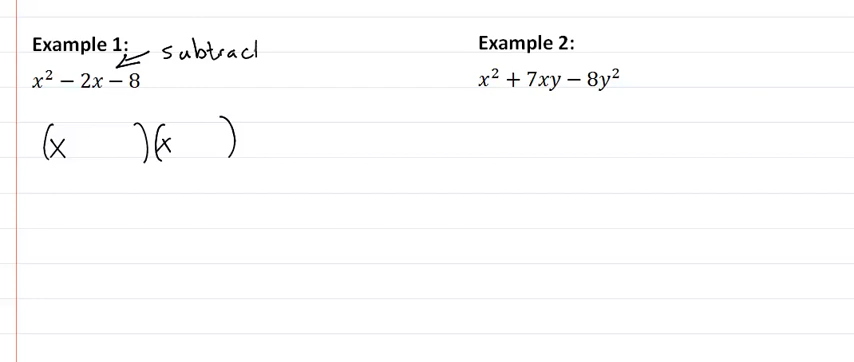 Example 1:
subtract
x² − 2x − 8
(x )(x )
Example 2:
x² + 7xy − 8y²